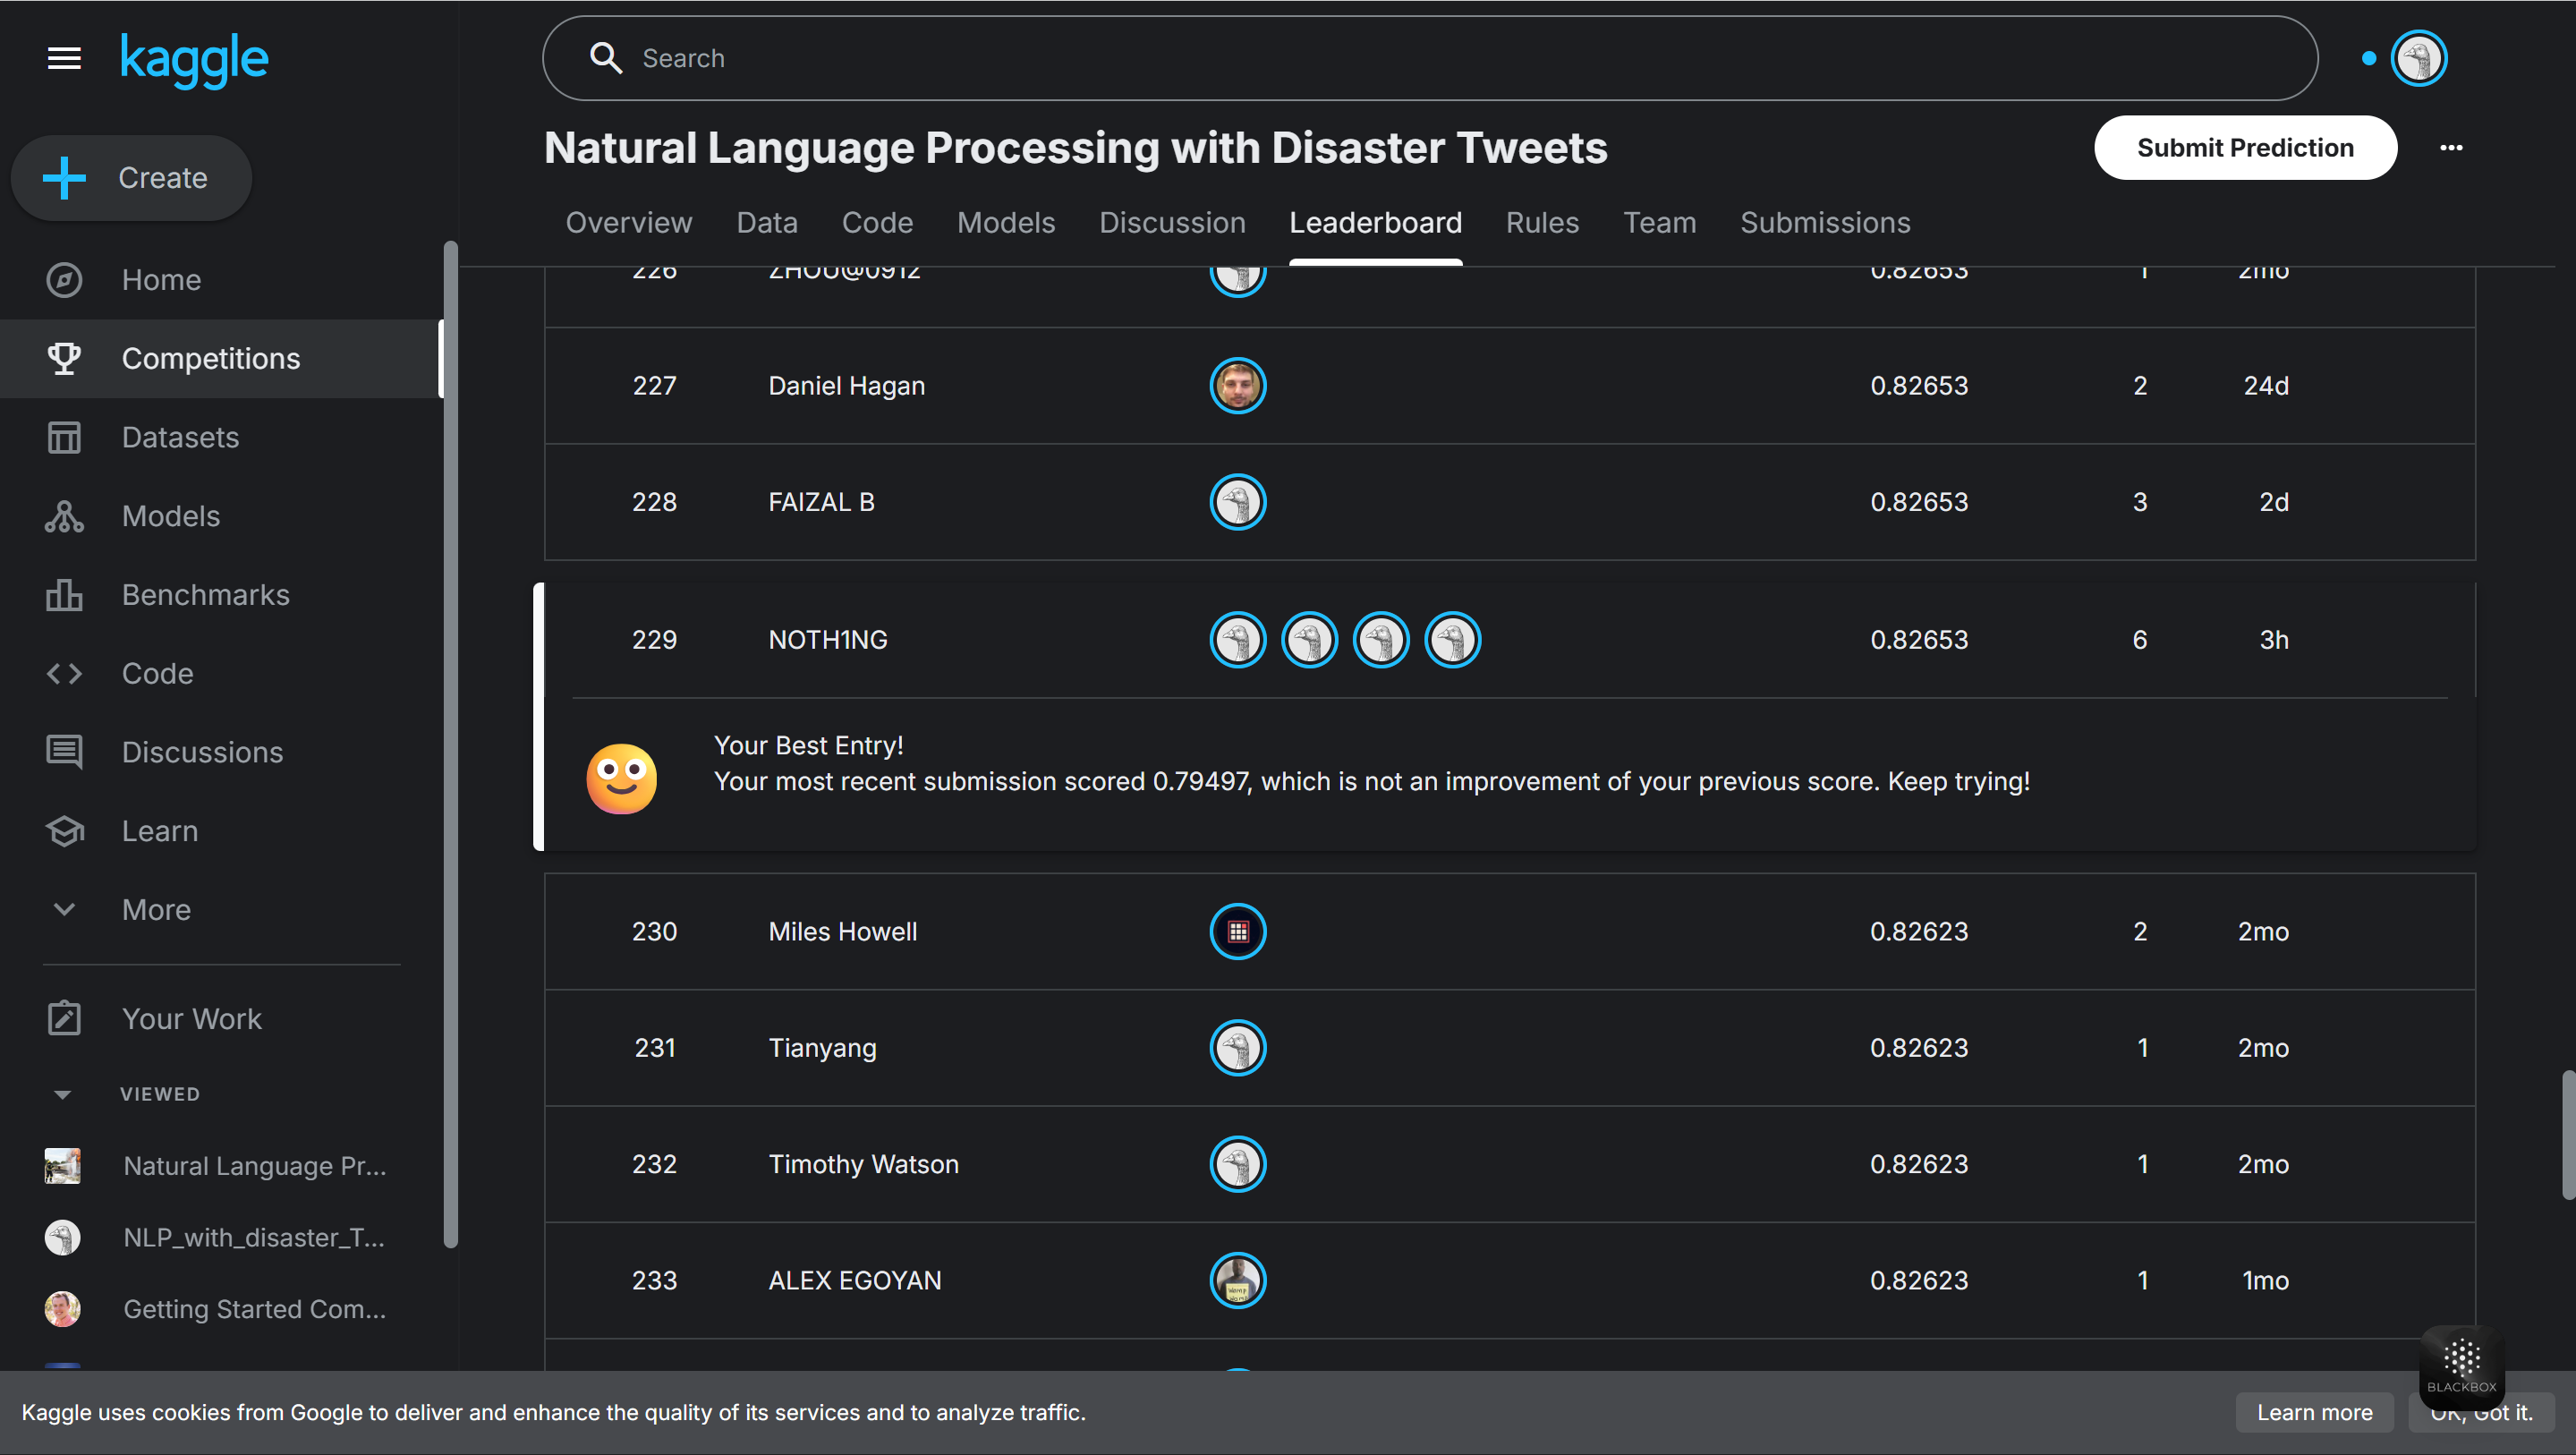 kaggle
Search
Create
Natural Language Processing with Disaster Tweets
Submit Prediction
Overview Data Code Models Discussion Leaderboard Rules Team Submissions
Home
Competitions
Datasets
Models
Benchmarks
Code
Discussions
Learn
More
Your Work
VIEWED
Natural Language Pr...
NLP_with_disaster_T...
Getting Started Com...
226 ZHOU@0912 0.82653 1 2mo
227 Daniel Hagan 0.82653 2 24d
228 FAIZAL B 0.82653 3 2d
229 NOTH1NG 0.82653 6 3h
Your Best Entry!
Your most recent submission scored 0.79497, which is not an improvement of your previous score. Keep trying!
230 Miles Howell 0.82623 2 2mo
231 Tianyang 0.82623 1 2mo
232 Timothy Watson 0.82623 1 2mo
233 ALEX EGOYAN 0.82623 1 1mo
BLACKBOX
Kaggle uses cookies from Google to deliver and enhance the quality of its services and to analyze traffic.
Learn more
OK, Got it.